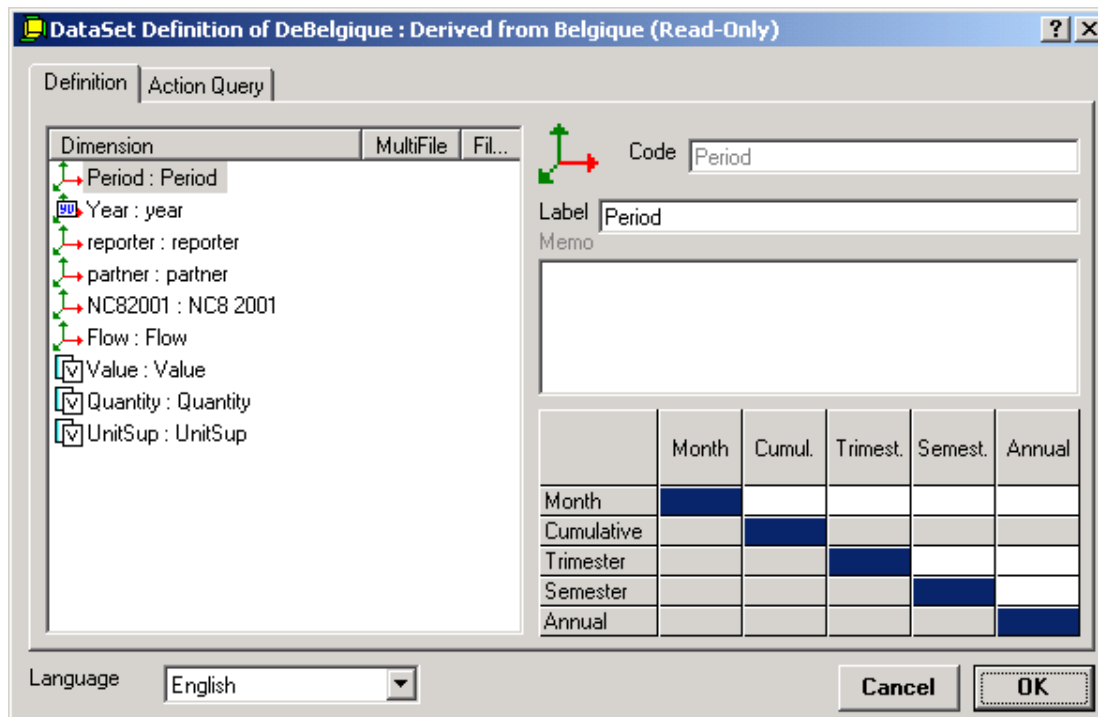 DataSet Definition of DeBelgique : Derived from Belgique (Read-Only)
Definition
Action Query
Dimension MultiFile Fil...
Period : Period
Year : year
reporter : reporter
partner : partner
NC82001 : NC8 2001
Flow : Flow
Value : Value
Quantity : Quantity
UnitSup : UnitSup
Code Period
Label Period
Memo
Month Cumul. Trimest. Semest. Annual
Month
Cumulative
Trimester
Semester
Annual
Language English
Cancel OK